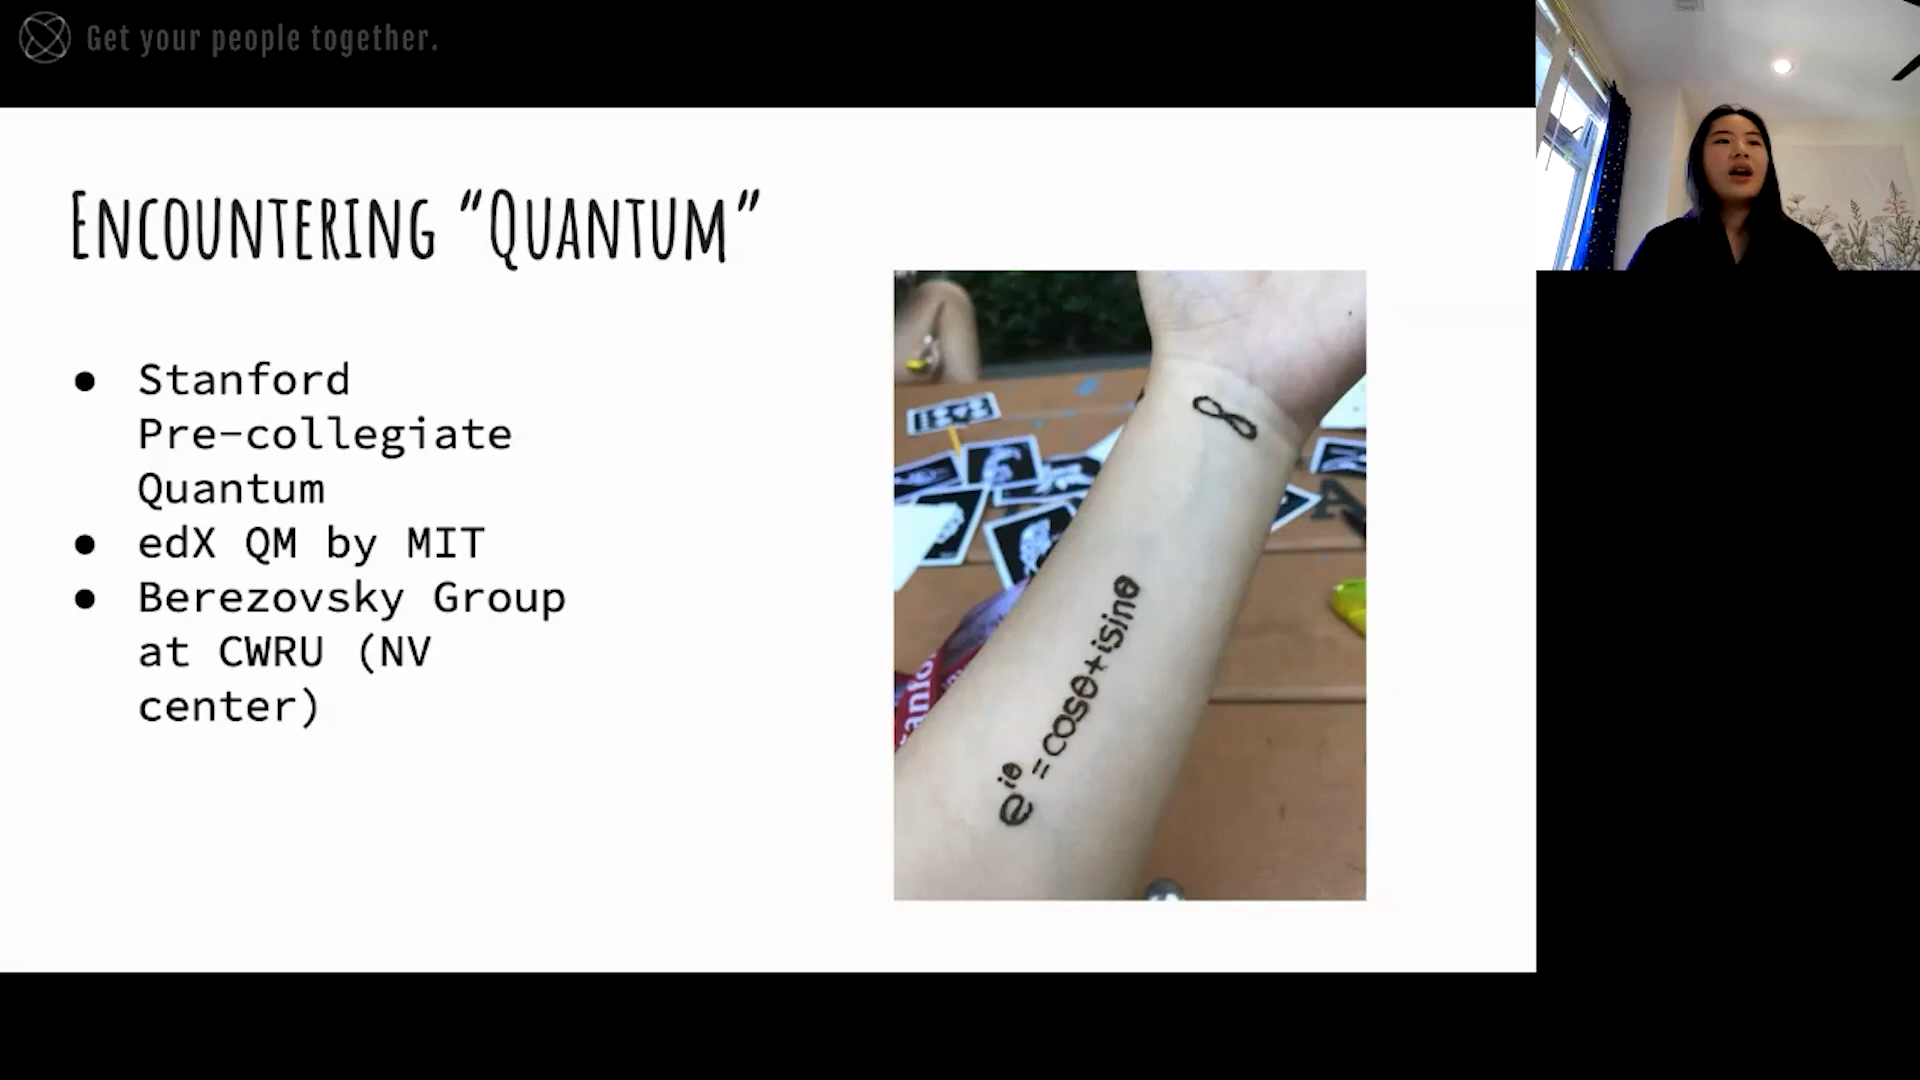 Get your people together.
ENCOUNTERING “QUANTUM”
● Stanford
Pre-collegiate
Quantum
● edX QM by MIT
● Berezovsky Group
at CWRU (NV
center)
∞
e^{iθ} = cosθ+isinθ
anfo